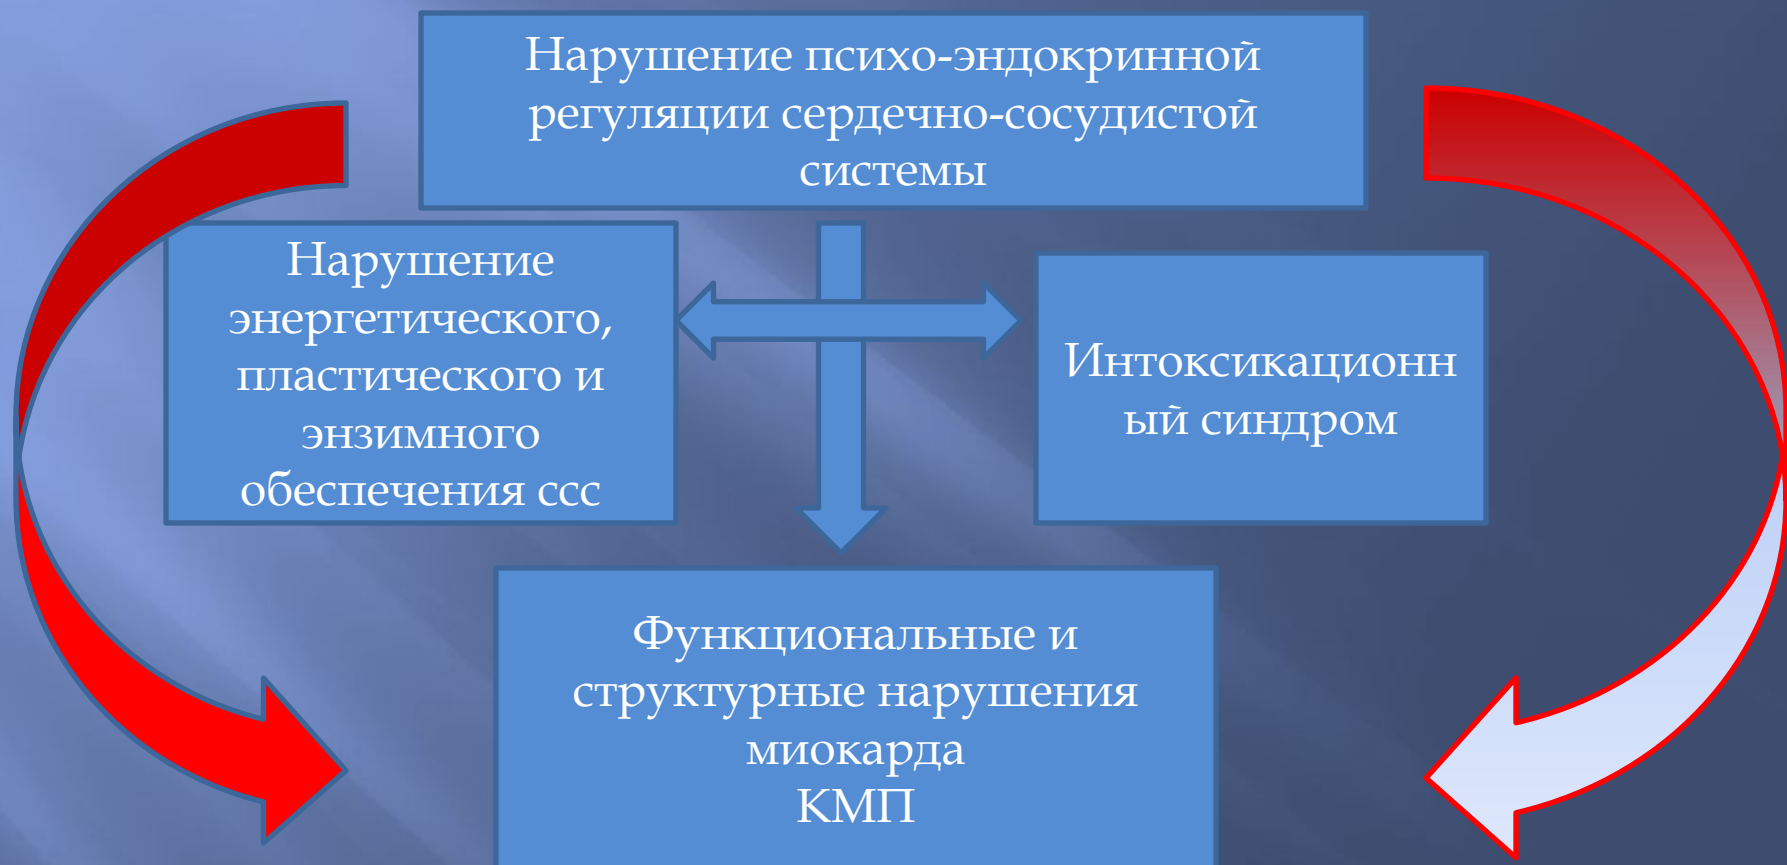 Нарушение психо-эндокринной
регуляции сердечно-сосудистой
системы
Нарушение
энергетического,
пластического и
энзимного
обеспечения ссс
Интоксикационн
ый синдром
Функциональные и
структурные нарушения
миокарда
КМП